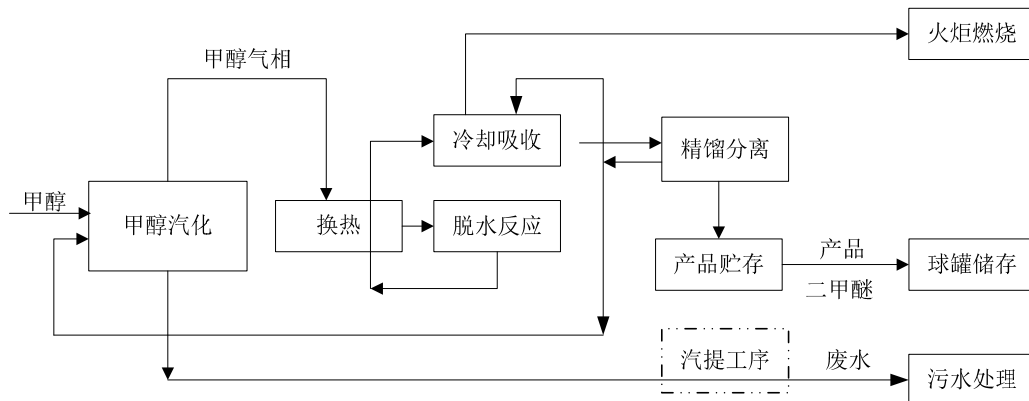 火炬燃烧
甲醇气相
冷却吸收
精馏分离
甲醇
甲醇汽化
换热
脱水反应
产品贮存
产品
二甲醚
球罐储存
汽提工序
废水
污水处理